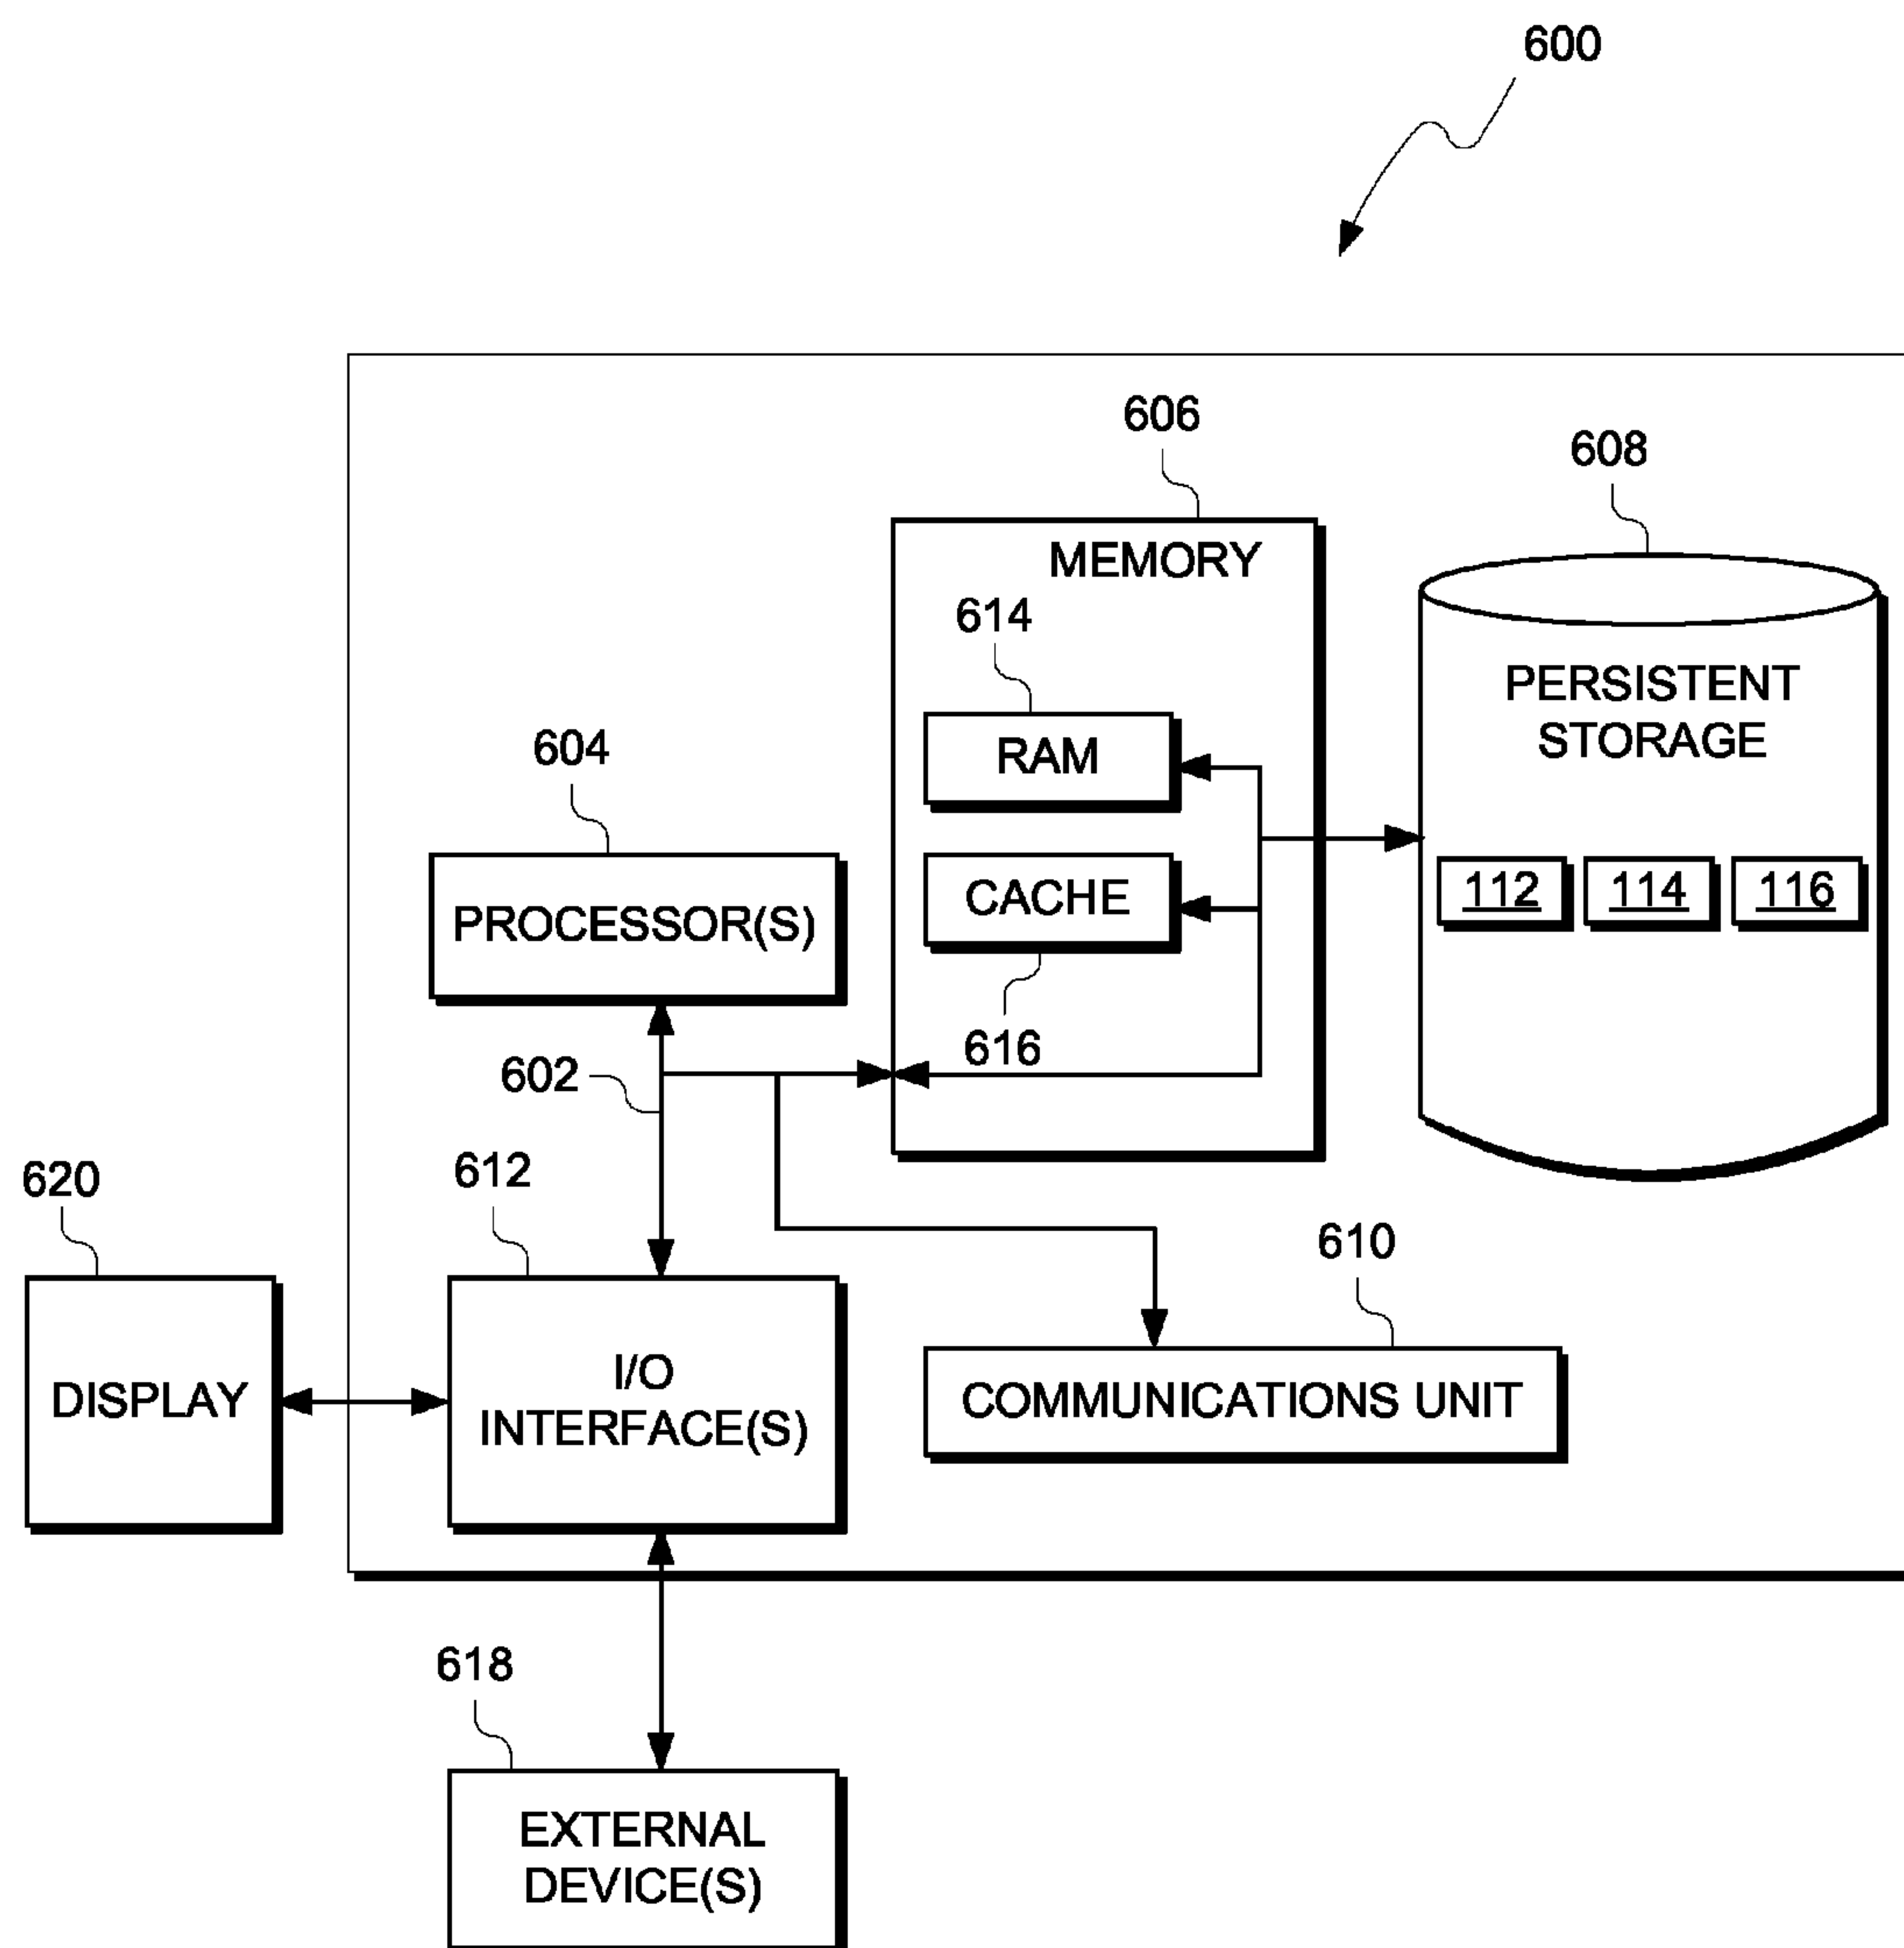 600
606
608
MEMORY
614
PERSISTENT
STORAGE
RAM
604
112 114 116
CACHE
PROCESSOR(S)
616
602
612
620
610
I/O
INTERFACE(S)
DISPLAY
COMMUNICATIONS UNIT
618
EXTERNAL
DEVICE(S)